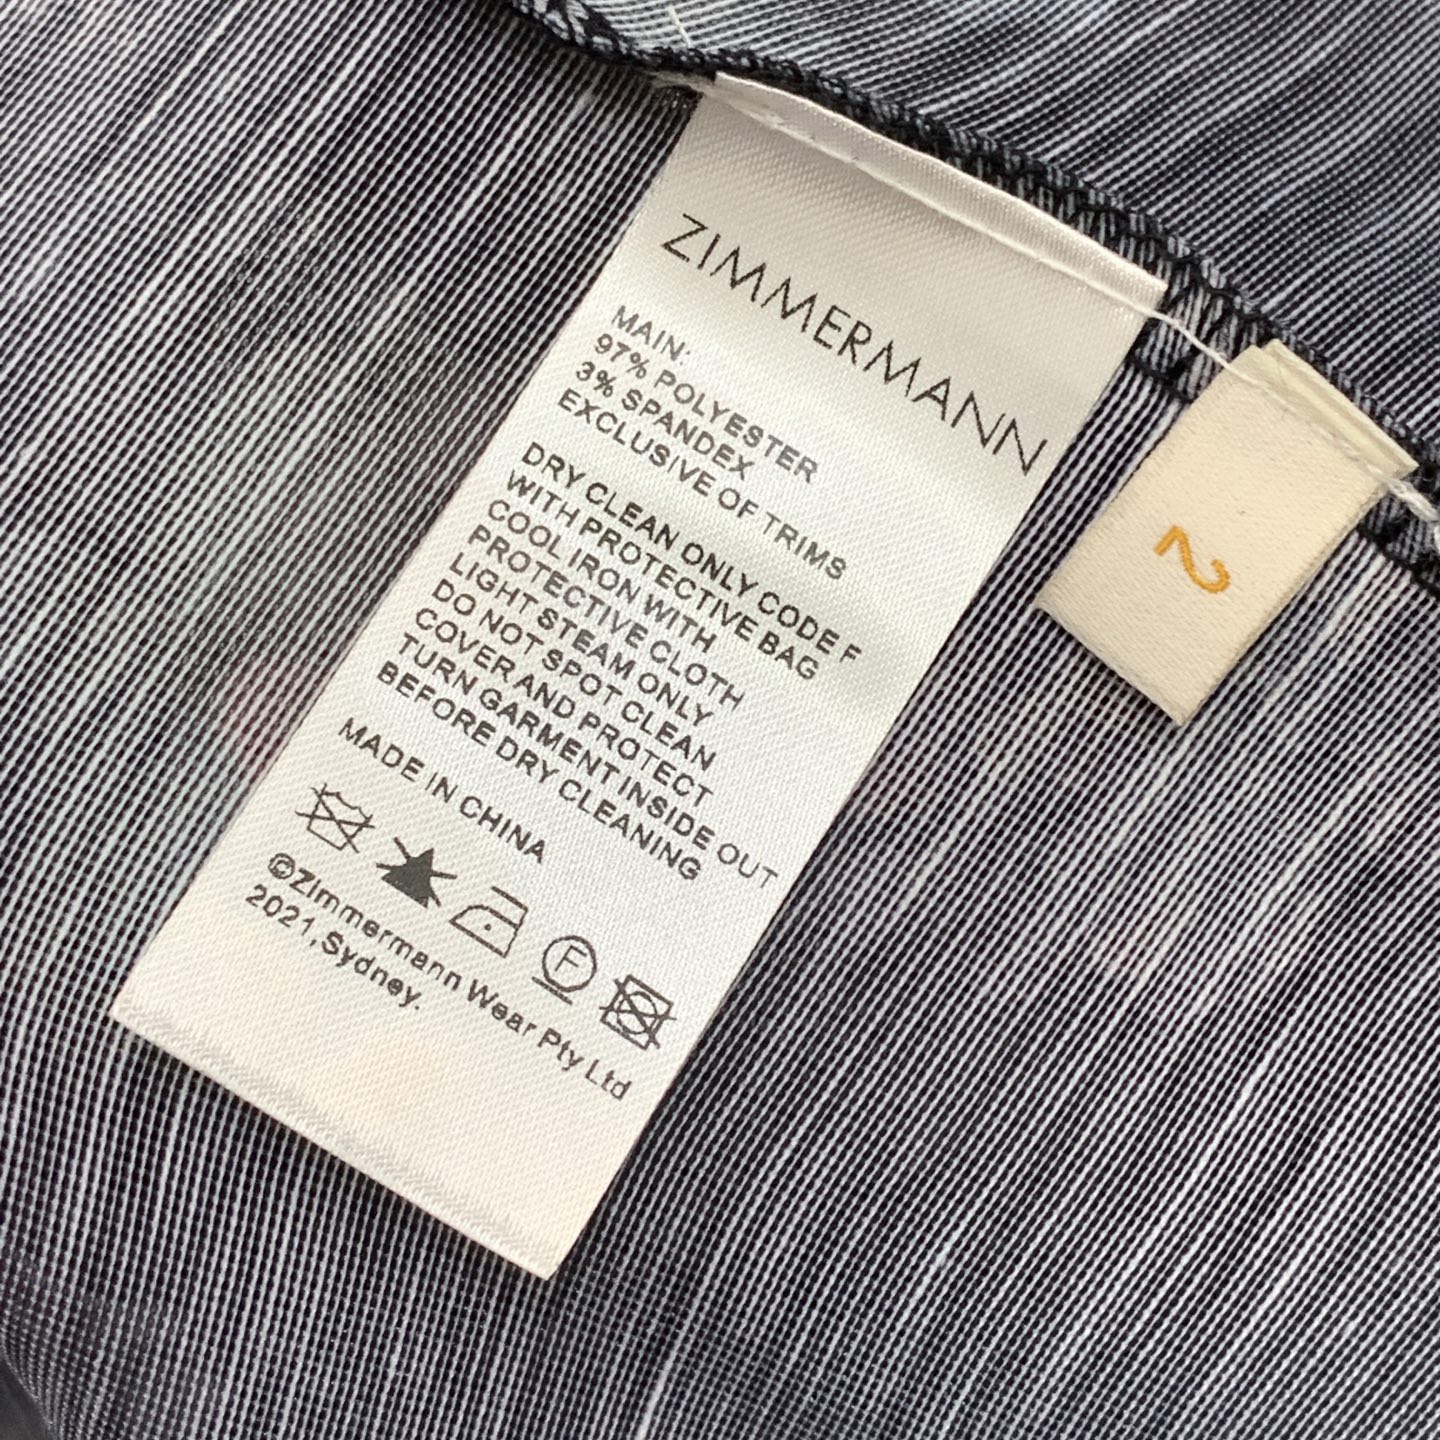 ZIMMERMANN
MAIN:
97% POLYESTER
3% SPANDEX
EXCLUSIVE OF TRIMS
DRY CLEAN ONLY CODE F
WITH PROTECTIVE BAG
COOL IRON WITH
PROTECTIVE CLOTH
LIGHT STEAM ONLY
DO NOT SPOT CLEAN
COVER AND PROTECT
TURN GARMENT INSIDE OUT
BEFORE DRY CLEANING
MADE IN CHINA
F
©Zimmermann Wear Pty Ltd
2021,Sydney.
2